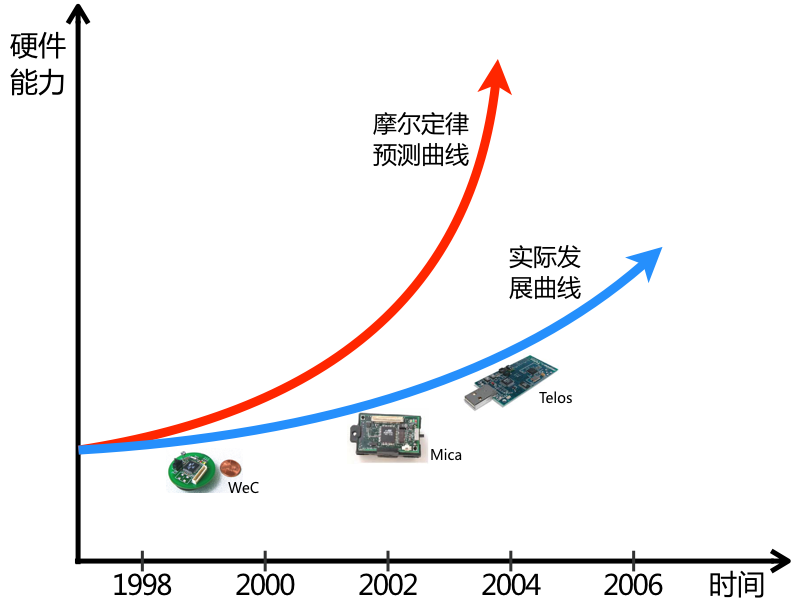 硬件
能力
摩尔定律
预测曲线
实际发
展曲线
Telos
Mica
WeC
1998
2000
2002
2004
2006
时间